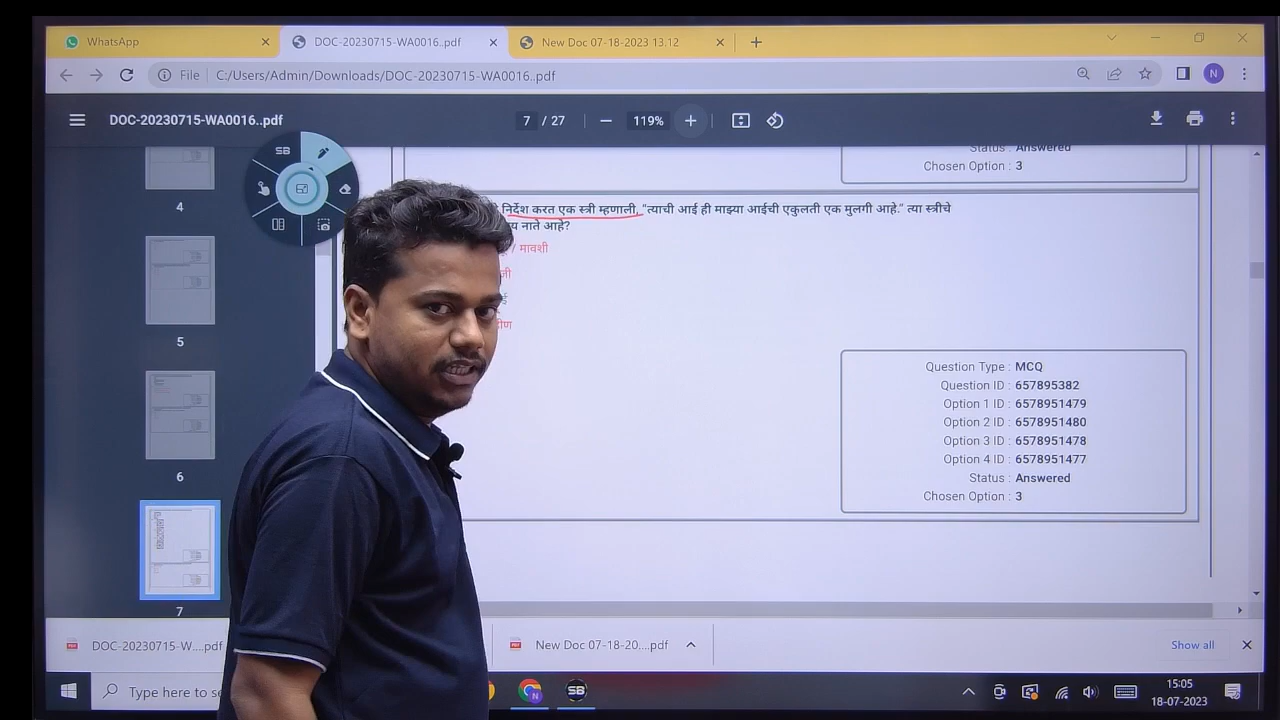 WhatsApp
DOC-20230715-WA0016..pdf
New Doc 07-18-2023 13.12
File
C:/Users/Admin/Downloads/DOC-20230715-WA0016..pdf
N
DOC-20230715-WA0016..pdf
7 / 27
119%
SB
4
5
6
7
Status : Answered
Chosen Option : 3
निर्देश करत एक स्त्री म्हणाली, "त्याची आई ही माझ्या आईची एकुलती एक मुलगी आहे." त्या स्त्रीचे
नाते आहे?
/ मावशी
Question Type : MCQ
Question ID : 657895382
Option 1 ID : 6578951479
Option 2 ID : 6578951480
Option 3 ID : 6578951478
Option 4 ID : 6578951477
Status : Answered
Chosen Option : 3
DOC-20230715-W....pdf
New Doc 07-18-20....pdf
Show all
Type here to se
N
SB
15:05
18-07-2023